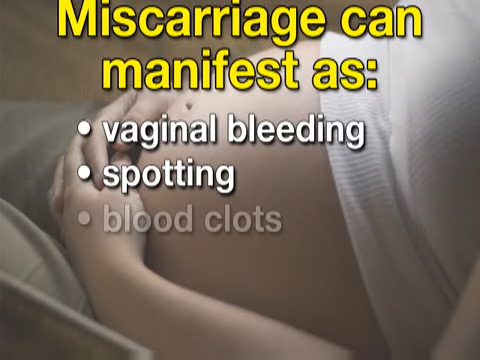 Miscarriage can
manifest as:
• vaginal bleeding
• spotting
• blood clots